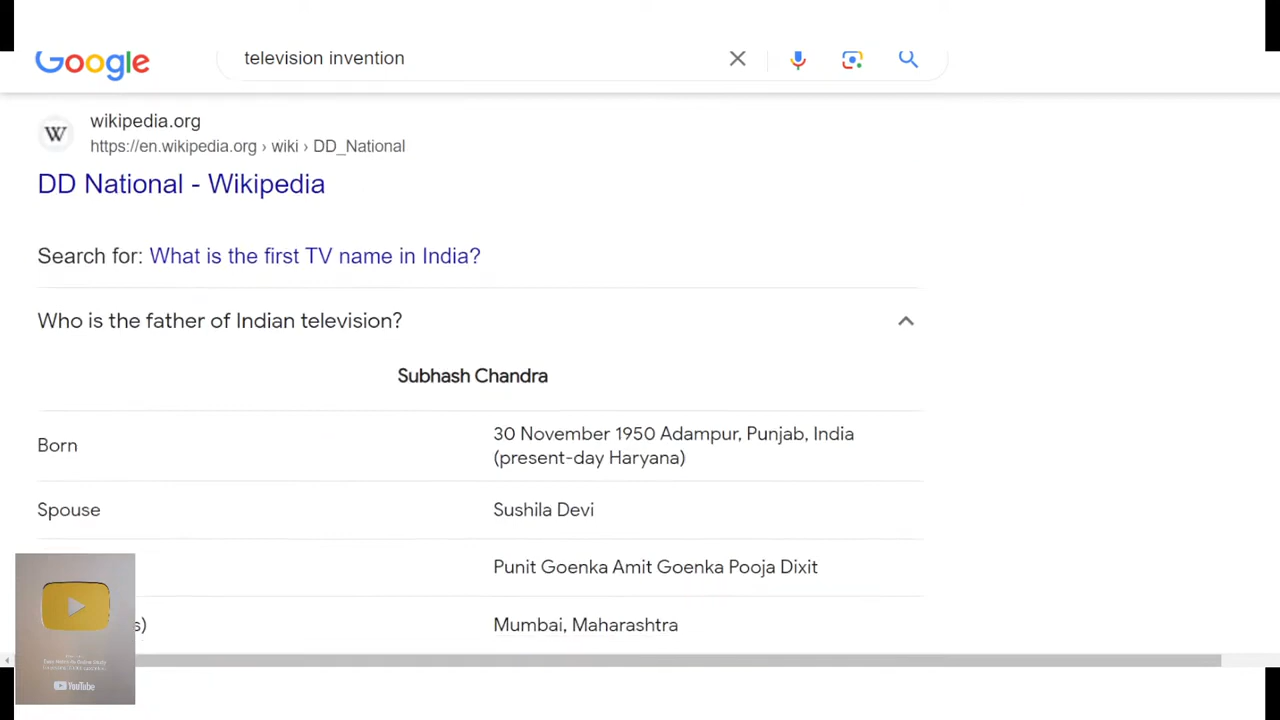 Google
television invention
wikipedia.org
https://en.wikipedia.org › wiki › DD_National
W
DD National - Wikipedia
Search for: What is the first TV name in India?
Who is the father of Indian television?
Subhash Chandra
Born
30 November 1950 Adampur, Punjab, India
(present-day Haryana)
Spouse
Sushila Devi
Punit Goenka Amit Goenka Pooja Dixit
s)
Mumbai, Maharashtra
YouTube